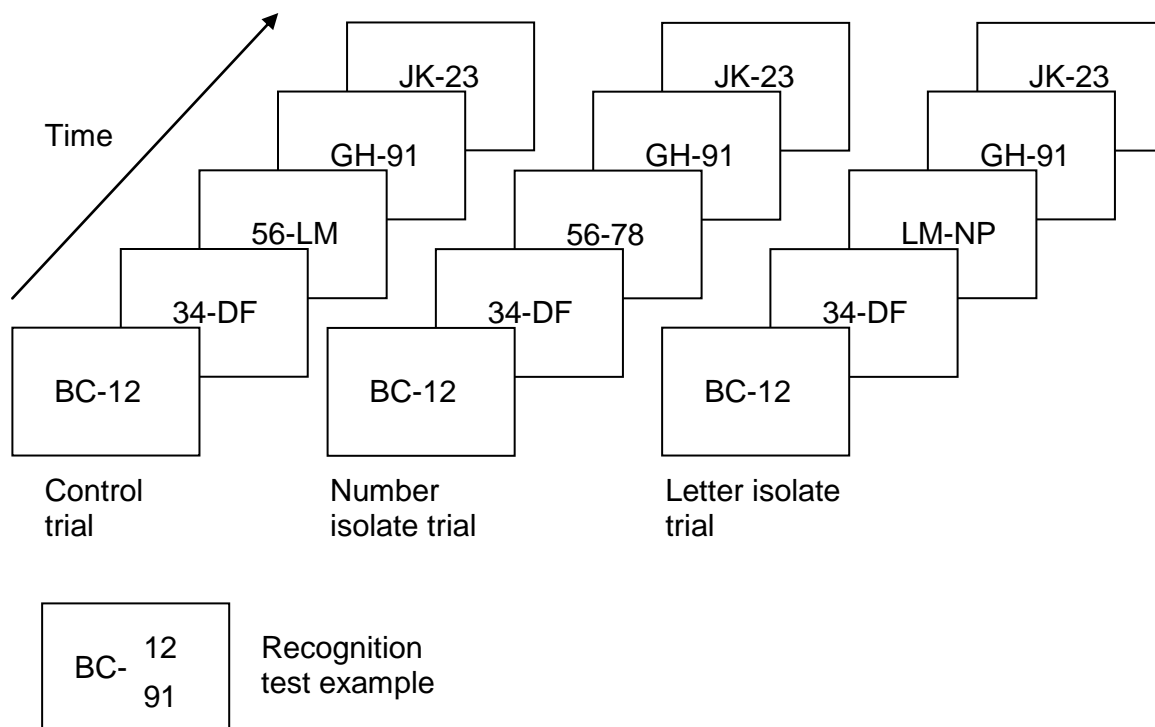 JK-23
JK-23
JK-23
Time
GH-91
GH-91
GH-91
56-LM
56-78
LM-NP
34-DF
34-DF
34-DF
BC-12
BC-12
BC-12
Control
trial
Number
isolate trial
Letter isolate
trial
12
BC-
91
Recognition
test example